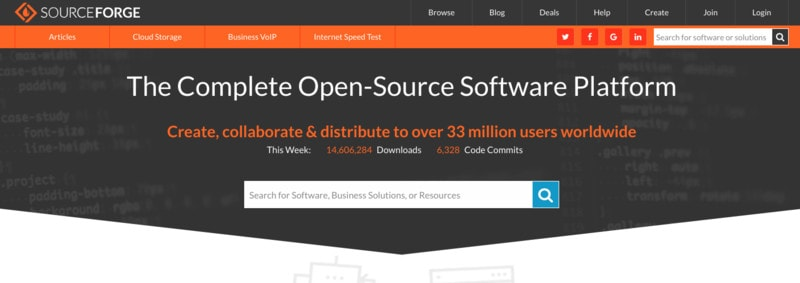 SOURCEFORGE
Browse Blog Deals Help Create Join Login
Articles Cloud Storage Business VoIP Internet Speed Test
Search for software or solutions
The Complete Open-Source Software Platform
Create, collaborate & distribute to over 33 million users worldwide
This Week: 14,606,284 Downloads 6,328 Code Commits
Search for Software, Business Solutions, or Resources